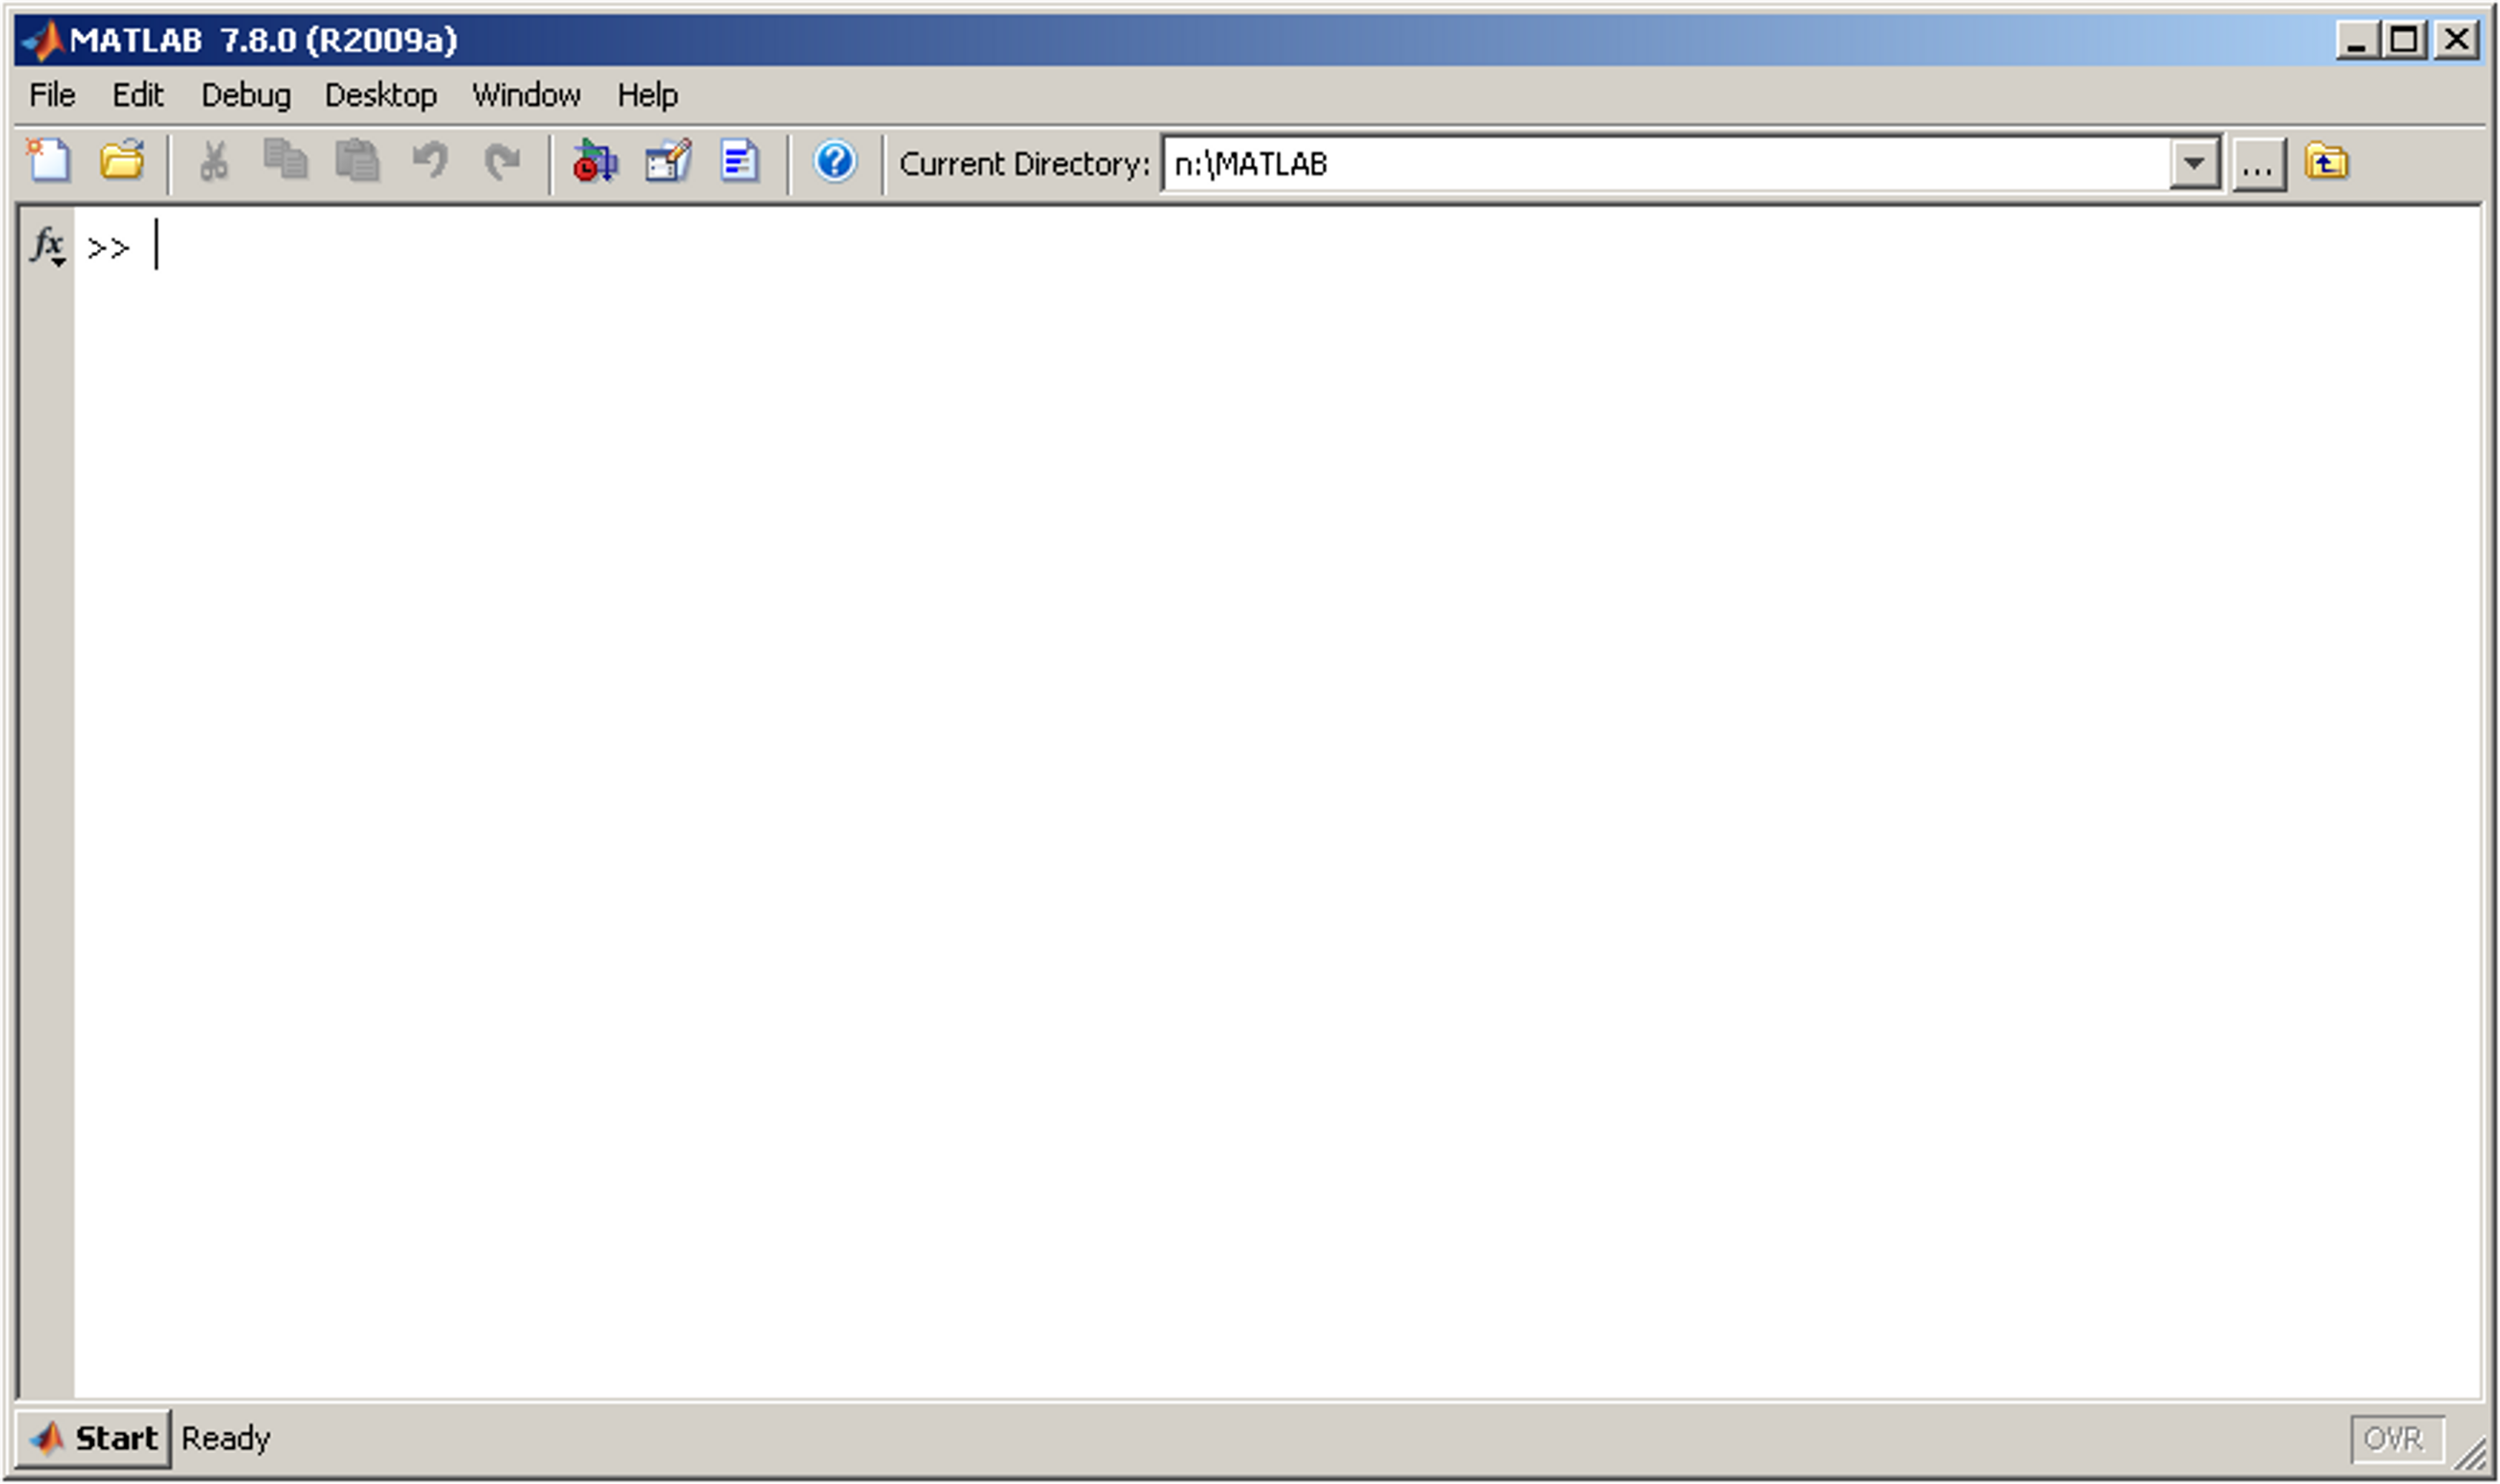 MATLAB 7.8.0 (R2009a)
File Edit Debug Desktop Window Help
Current Directory: n:\MATLAB ...
fx >>
Start Ready OVR